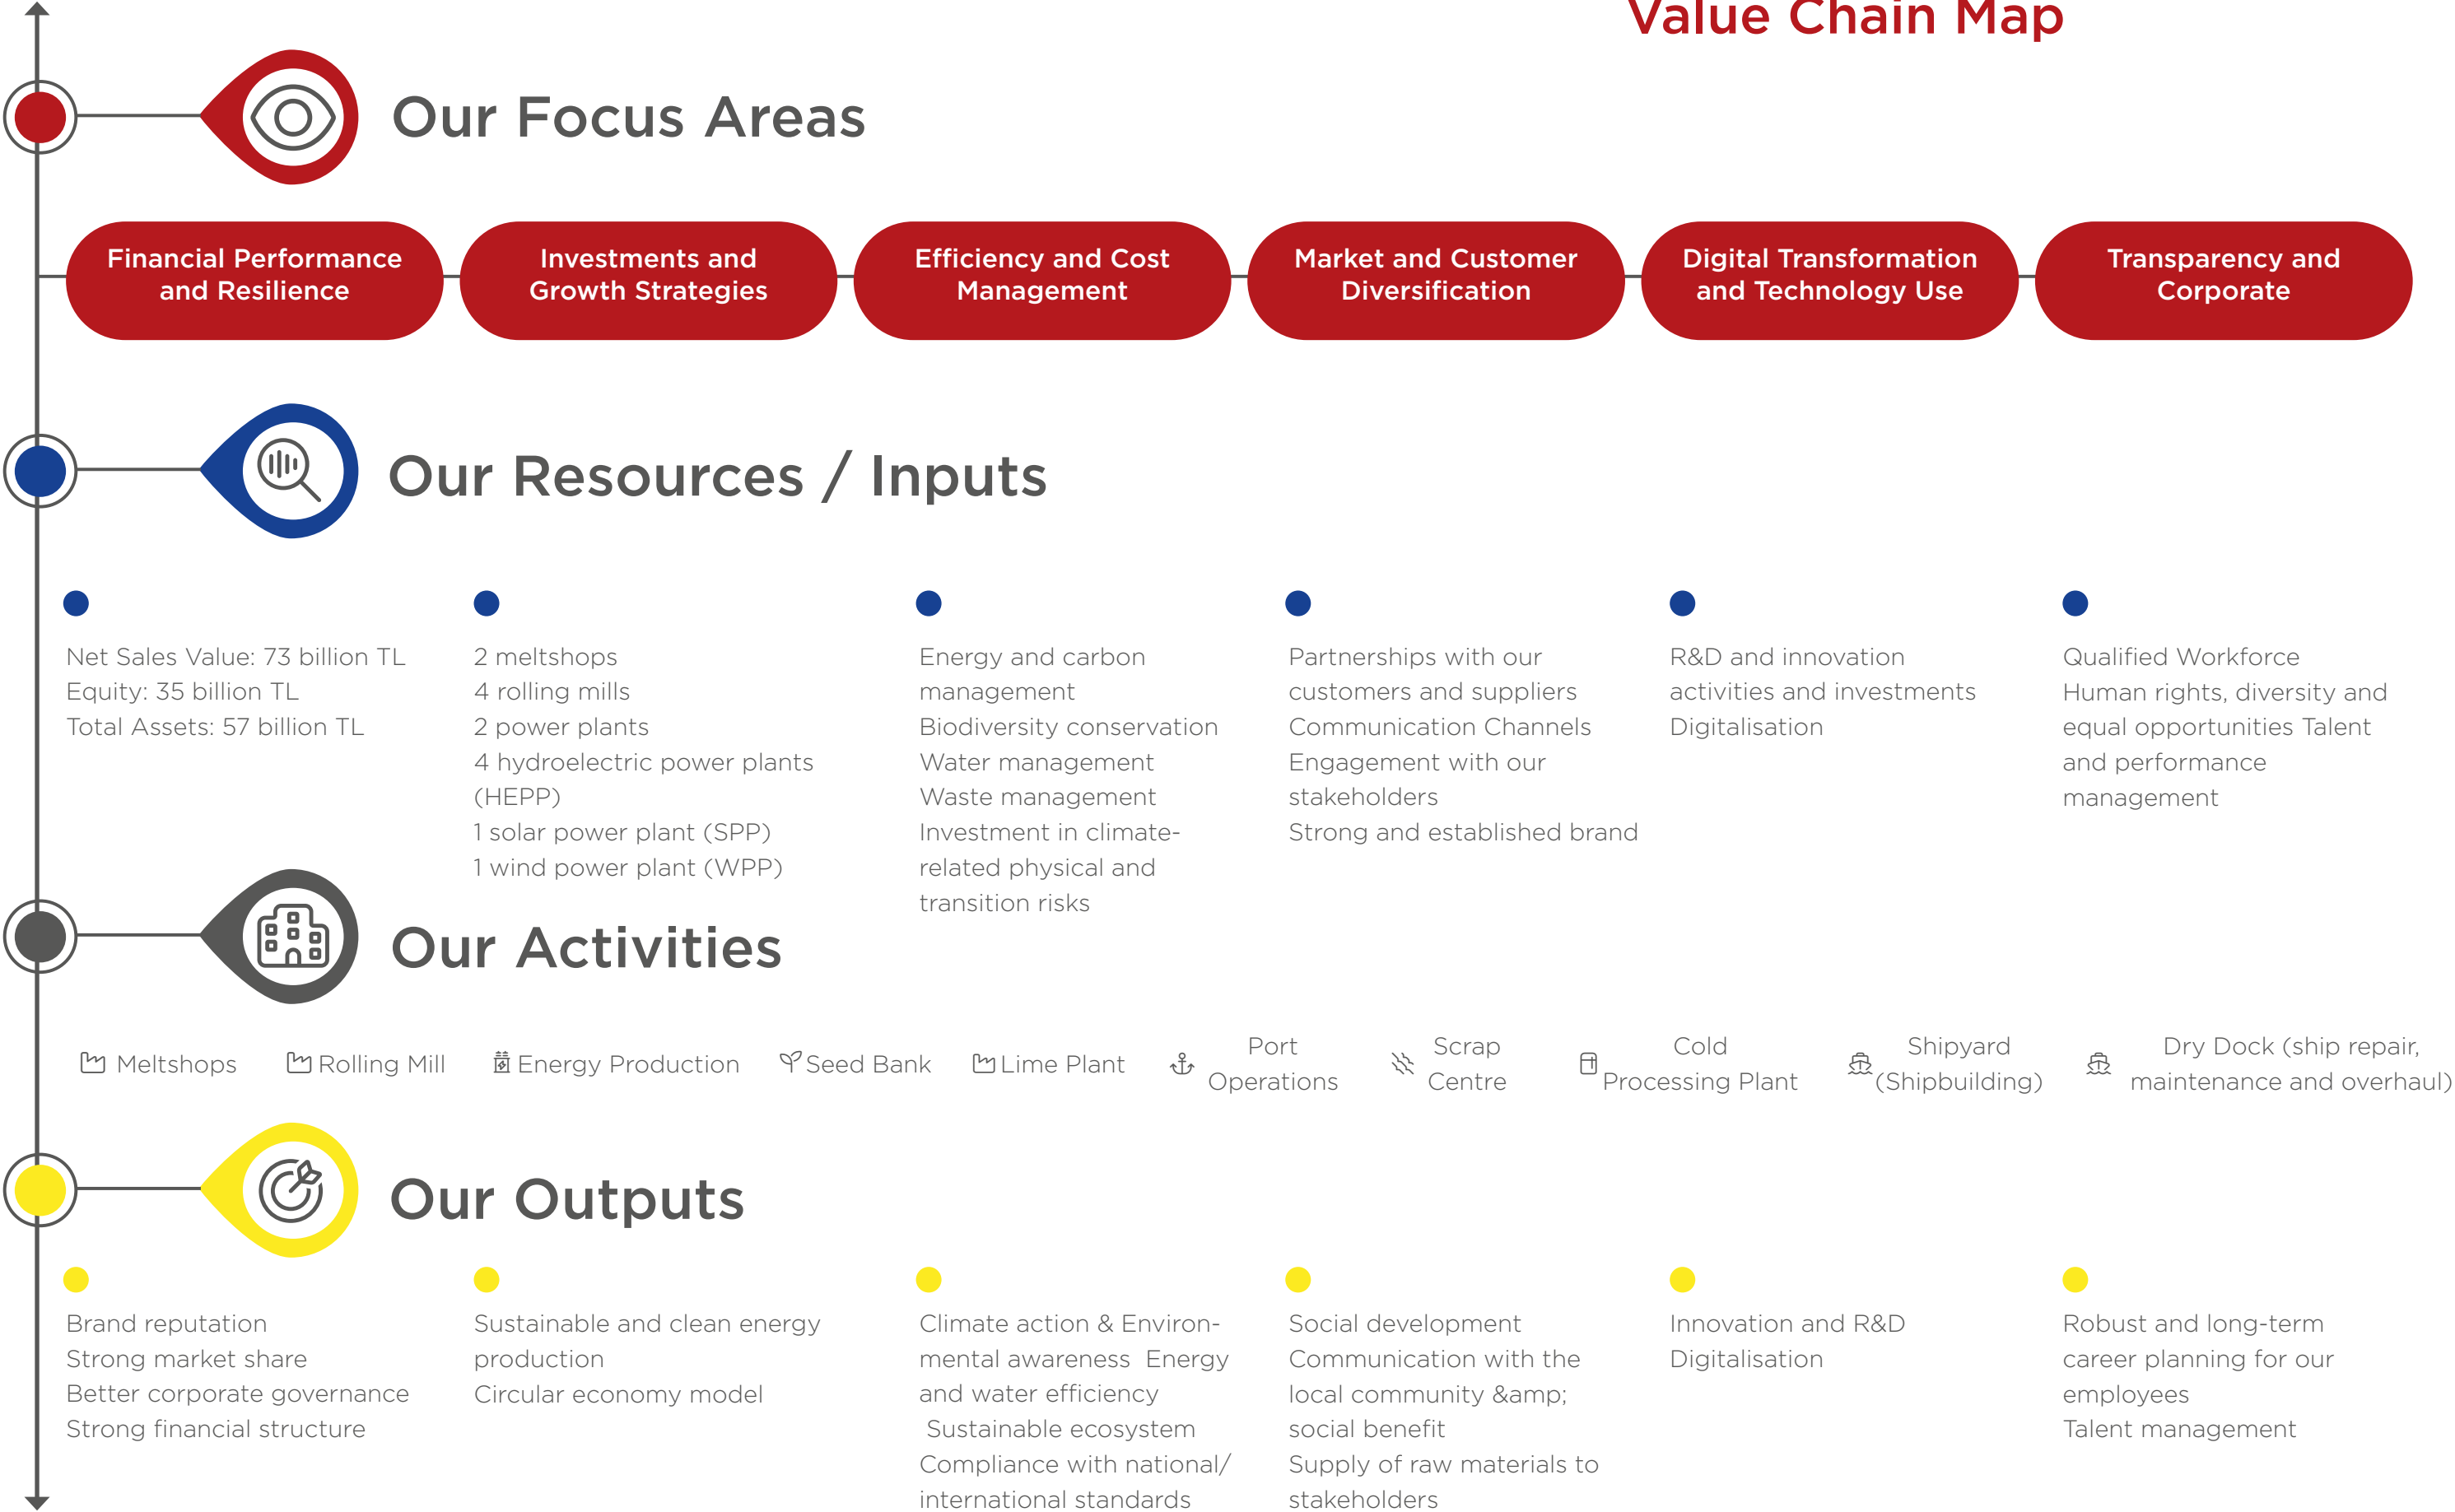 Value Chain Map
Our Focus Areas
Financial Performance
and Resilience
Investments and
Growth Strategies
Efficiency and Cost
Management
Market and Customer
Diversification
Digital Transformation
and Technology Use
Transparency and
Corporate
Our Resources / Inputs
Net Sales Value: 73 billion TL
Equity: 35 billion TL
Total Assets: 57 billion TL
2 meltshops
4 rolling mills
2 power plants
4 hydroelectric power plants
(HEPP)
1 solar power plant (SPP)
1 wind power plant (WPP)
Energy and carbon
management
Biodiversity conservation
Water management
Waste management
Investment in climate-
related physical and
transition risks
Partnerships with our
customers and suppliers
Communication Channels
Engagement with our
stakeholders
Strong and established brand
R&D and innovation
activities and investments
Digitalisation
Qualified Workforce
Human rights, diversity and
equal opportunities Talent
and performance
management
Our Activities
Meltshops
Rolling Mill
Energy Production
Seed Bank
Lime Plant
Port
Operations
Scrap
Centre
Cold
Processing Plant
Shipyard
(Shipbuilding)
Dry Dock (ship repair,
maintenance and overhaul)
Our Outputs
Brand reputation
Strong market share
Better corporate governance
Strong financial structure
Sustainable and clean energy
production
Circular economy model
Climate action & Environ-
mental awareness  Energy
and water efficiency
Sustainable ecosystem
Compliance with national/
international standards
Social development
Communication with the
local community &amp;
social benefit
Supply of raw materials to
stakeholders
Innovation and R&D
Digitalisation
Robust and long-term
career planning for our
employees
Talent management